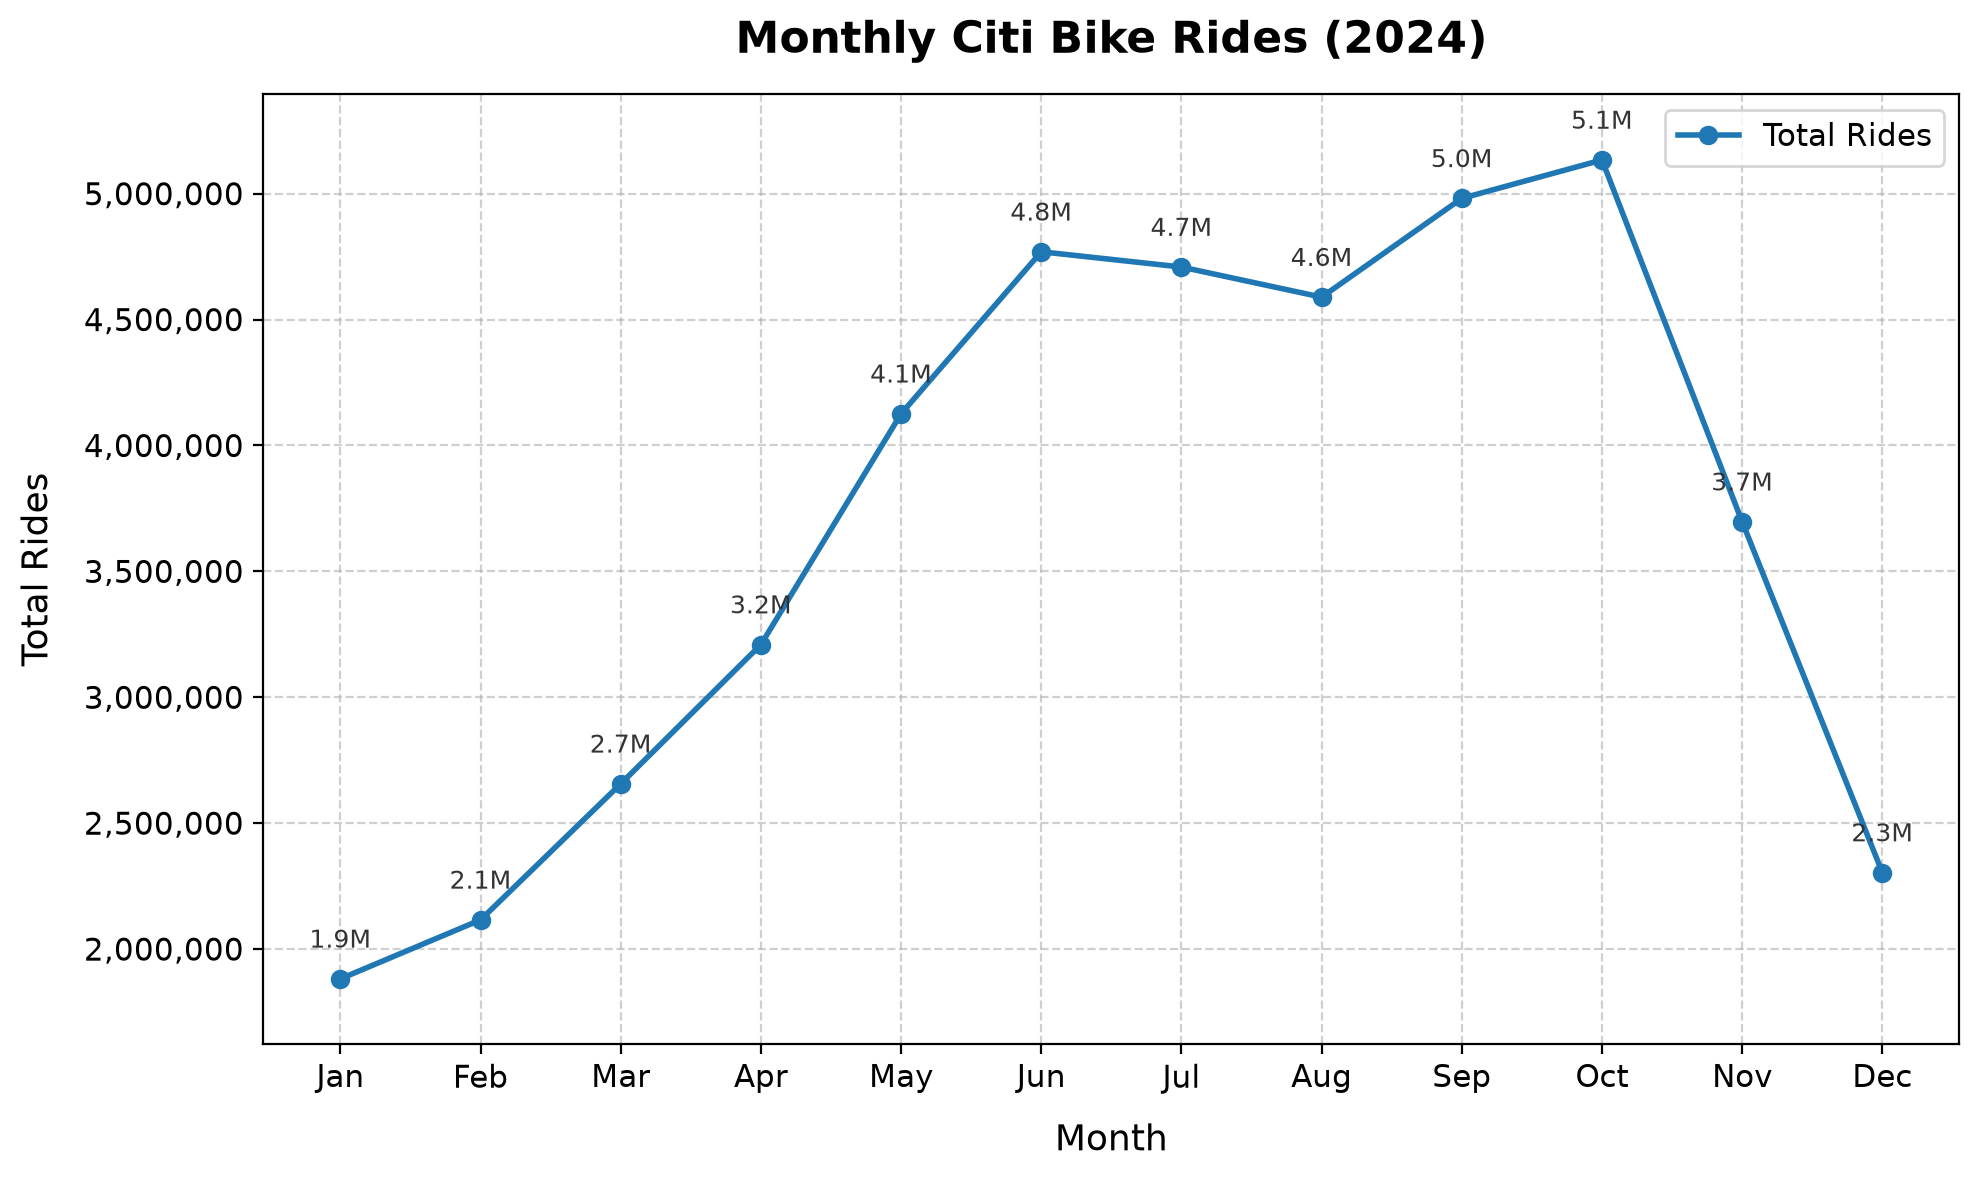 Monthly Citi Bike Rides (2024)
Total Rides
5.1M
5.0M
5,000,000
4.8M
4.7M
4.6M
4,500,000
4.1M
4,000,000
3.7M
3,500,000
3.2M
3,000,000
2.7M
2,500,000
2.3M
2.1M
1.9M
2,000,000
Total Rides
Jan Feb Mar Apr May Jun Jul Aug Sep Oct Nov Dec
Month